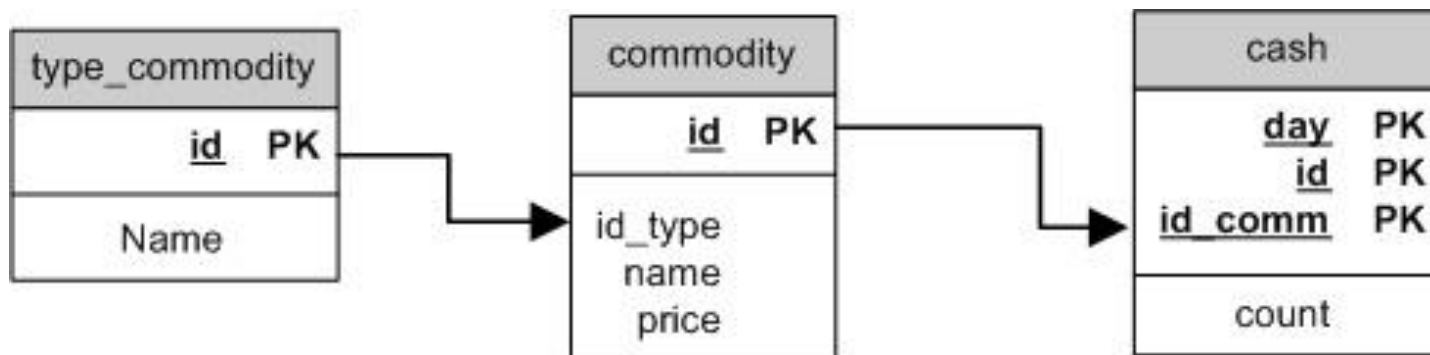 type_commodity
id PK
Name
commodity
id PK
id_type
name
price
cash
day PK
id PK
id_comm PK
count